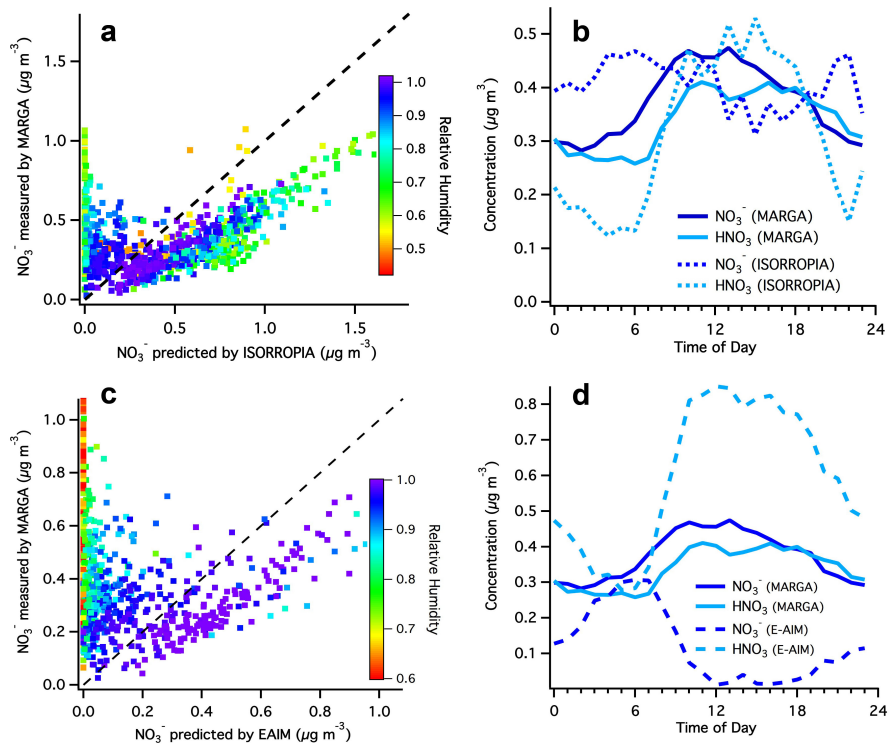 a
NO₃⁻ measured by MARGA (µg m⁻³)
1.5
1.0
0.5
0.0
0.0 0.5 1.0 1.5
NO₃⁻ predicted by ISORROPIA (µg m⁻³)
1.0
0.9
0.8
0.7
0.6
0.5
Relative Humidity
b
Concentration (µg m³)
0.5
0.4
0.3
0.2
0.1
0.0
NO₃⁻ (MARGA)
HNO₃ (MARGA)
NO₃⁻ (ISORROPIA)
HNO₃ (ISORROPIA)
0 6 12 18 24
Time of Day
c
NO₃⁻ measured by MARGA (µg m⁻³)
1.0
0.8
0.6
0.4
0.2
0.0
0.0 0.2 0.4 0.6 0.8 1.0
NO₃⁻ predicted by EAIM (µg m⁻³)
1.0
0.9
0.8
0.7
0.6
Relative Humidity
d
Concentration (µg m⁻³)
0.8
0.7
0.6
0.5
0.4
0.3
0.2
0.1
NO₃⁻ (MARGA)
HNO₃ (MARGA)
NO₃⁻ (E-AIM)
HNO₃ (E-AIM)
0 6 12 18 24
Time of Day